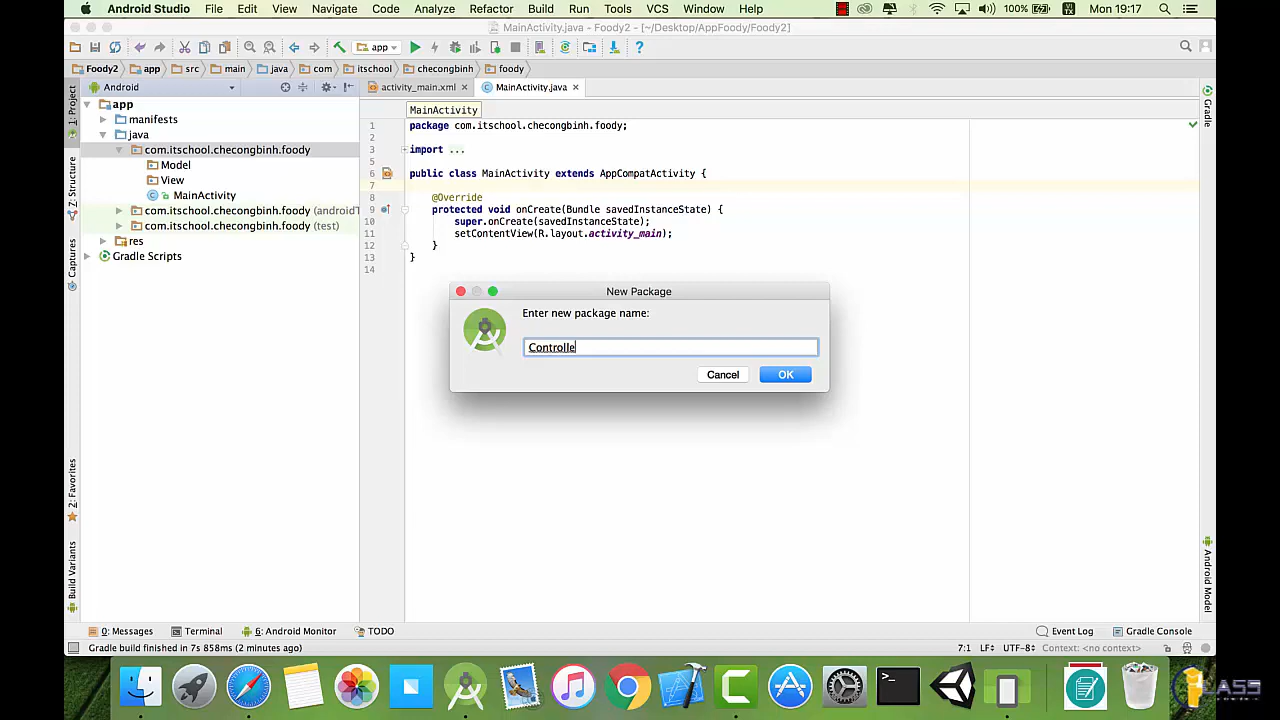 Android Studio File Edit View Navigate Code Analyze Refactor Build Run Tools VCS Window Help 100% Mon 19:17
MainActivity.java - Foody2 - [~/Desktop/AppFoody/Foody2]
app
Foody2 app src main java com itschool checongbinh foody
Android activity_main.xml MainActivity.java
1: Project
Z: Structure
Captures
2: Favorites
Build Variants
app
manifests
java
com.itschool.checongbinh.foody
Model
View
MainActivity
com.itschool.checongbinh.foody (androidT
com.itschool.checongbinh.foody (test)
res
Gradle Scripts
MainActivity
1 package com.itschool.checongbinh.foody;
2
3 import ...
5
6 public class MainActivity extends AppCompatActivity {
7
8 @Override
9 protected void onCreate(Bundle savedInstanceState) {
10 super.onCreate(savedInstanceState);
11 setContentView(R.layout.activity_main);
12 }
13 }
14
New Package
Enter new package name:
Controlle
Cancel OK
Gradle
Android Model
0: Messages Terminal 6: Android Monitor TODO Event Log Gradle Console
Gradle build finished in 7s 858ms (2 minutes ago) 7:1 LF UTF-8 Context: <no context>